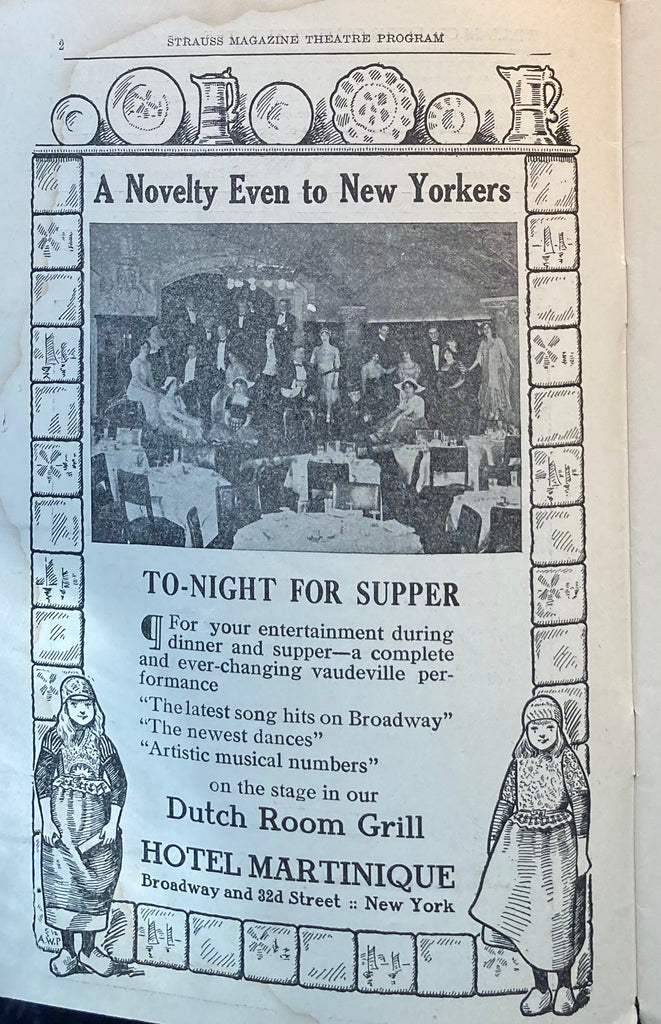 2
STRAUSS MAGAZINE THEATRE PROGRAM
A Novelty Even to New Yorkers
TO-NIGHT FOR SUPPER
¶ For your entertainment during
dinner and supper—a complete
and ever-changing vaudeville per-
formance
"The latest song hits on Broadway"
"The newest dances"
"Artistic musical numbers"
on the stage in our
Dutch Room Grill
HOTEL MARTINIQUE
Broadway and 32d Street :: New York
A.W.P